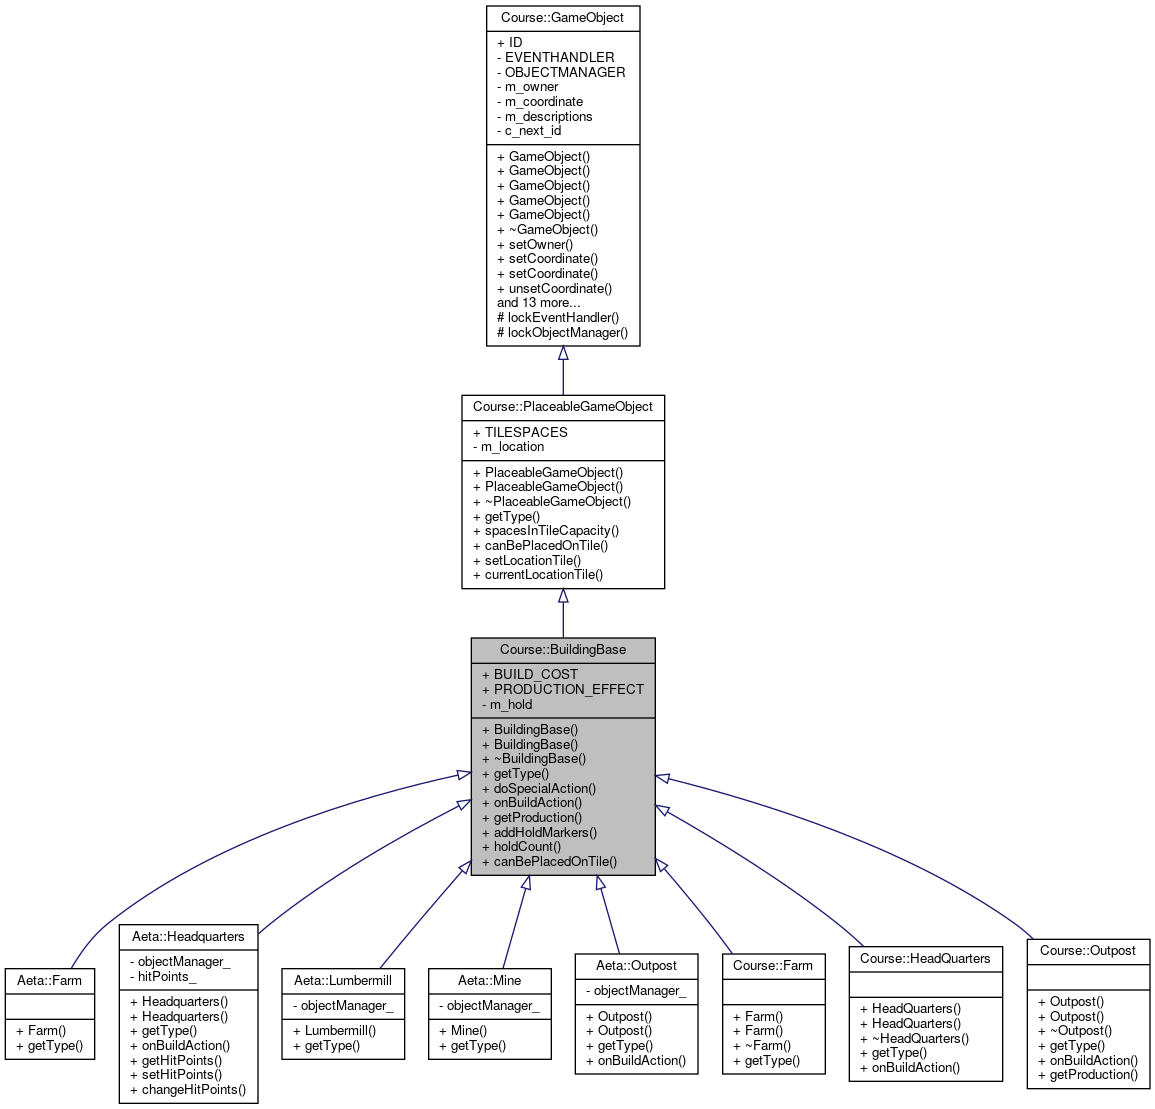 Course::GameObject
+ ID
- EVENTHANDLER
- OBJECTMANAGER
- m_owner
- m_coordinate
- m_descriptions
- c_next_id
+ GameObject()
+ GameObject()
+ GameObject()
+ GameObject()
+ GameObject()
+ ~GameObject()
+ setOwner()
+ setCoordinate()
+ setCoordinate()
+ unsetCoordinate()
and 13 more...
# lockEventHandler()
# lockObjectManager()
Course::PlaceableGameObject
+ TILESPACES
- m_location
+ PlaceableGameObject()
+ PlaceableGameObject()
+ ~PlaceableGameObject()
+ getType()
+ spacesInTileCapacity()
+ canBePlacedOnTile()
+ setLocationTile()
+ currentLocationTile()
Course::BuildingBase
+ BUILD_COST
+ PRODUCTION_EFFECT
- m_hold
+ BuildingBase()
+ BuildingBase()
+ ~BuildingBase()
+ getType()
+ doSpecialAction()
+ onBuildAction()
+ getProduction()
+ addHoldMarkers()
+ holdCount()
+ canBePlacedOnTile()
Aeta::Farm
+ Farm()
+ getType()
Aeta::Headquarters
- objectManager_
- hitPoints_
+ Headquarters()
+ Headquarters()
+ getType()
+ onBuildAction()
+ getHitPoints()
+ setHitPoints()
+ changeHitPoints()
Aeta::Lumbermill
- objectManager_
+ Lumbermill()
+ getType()
Aeta::Mine
- objectManager_
+ Mine()
+ getType()
Aeta::Outpost
- objectManager_
+ Outpost()
+ Outpost()
+ getType()
+ onBuildAction()
Course::Farm
+ Farm()
+ Farm()
+ ~Farm()
+ getType()
Course::HeadQuarters
+ HeadQuarters()
+ HeadQuarters()
+ ~HeadQuarters()
+ getType()
+ onBuildAction()
Course::Outpost
+ Outpost()
+ Outpost()
+ ~Outpost()
+ getType()
+ onBuildAction()
+ getProduction()